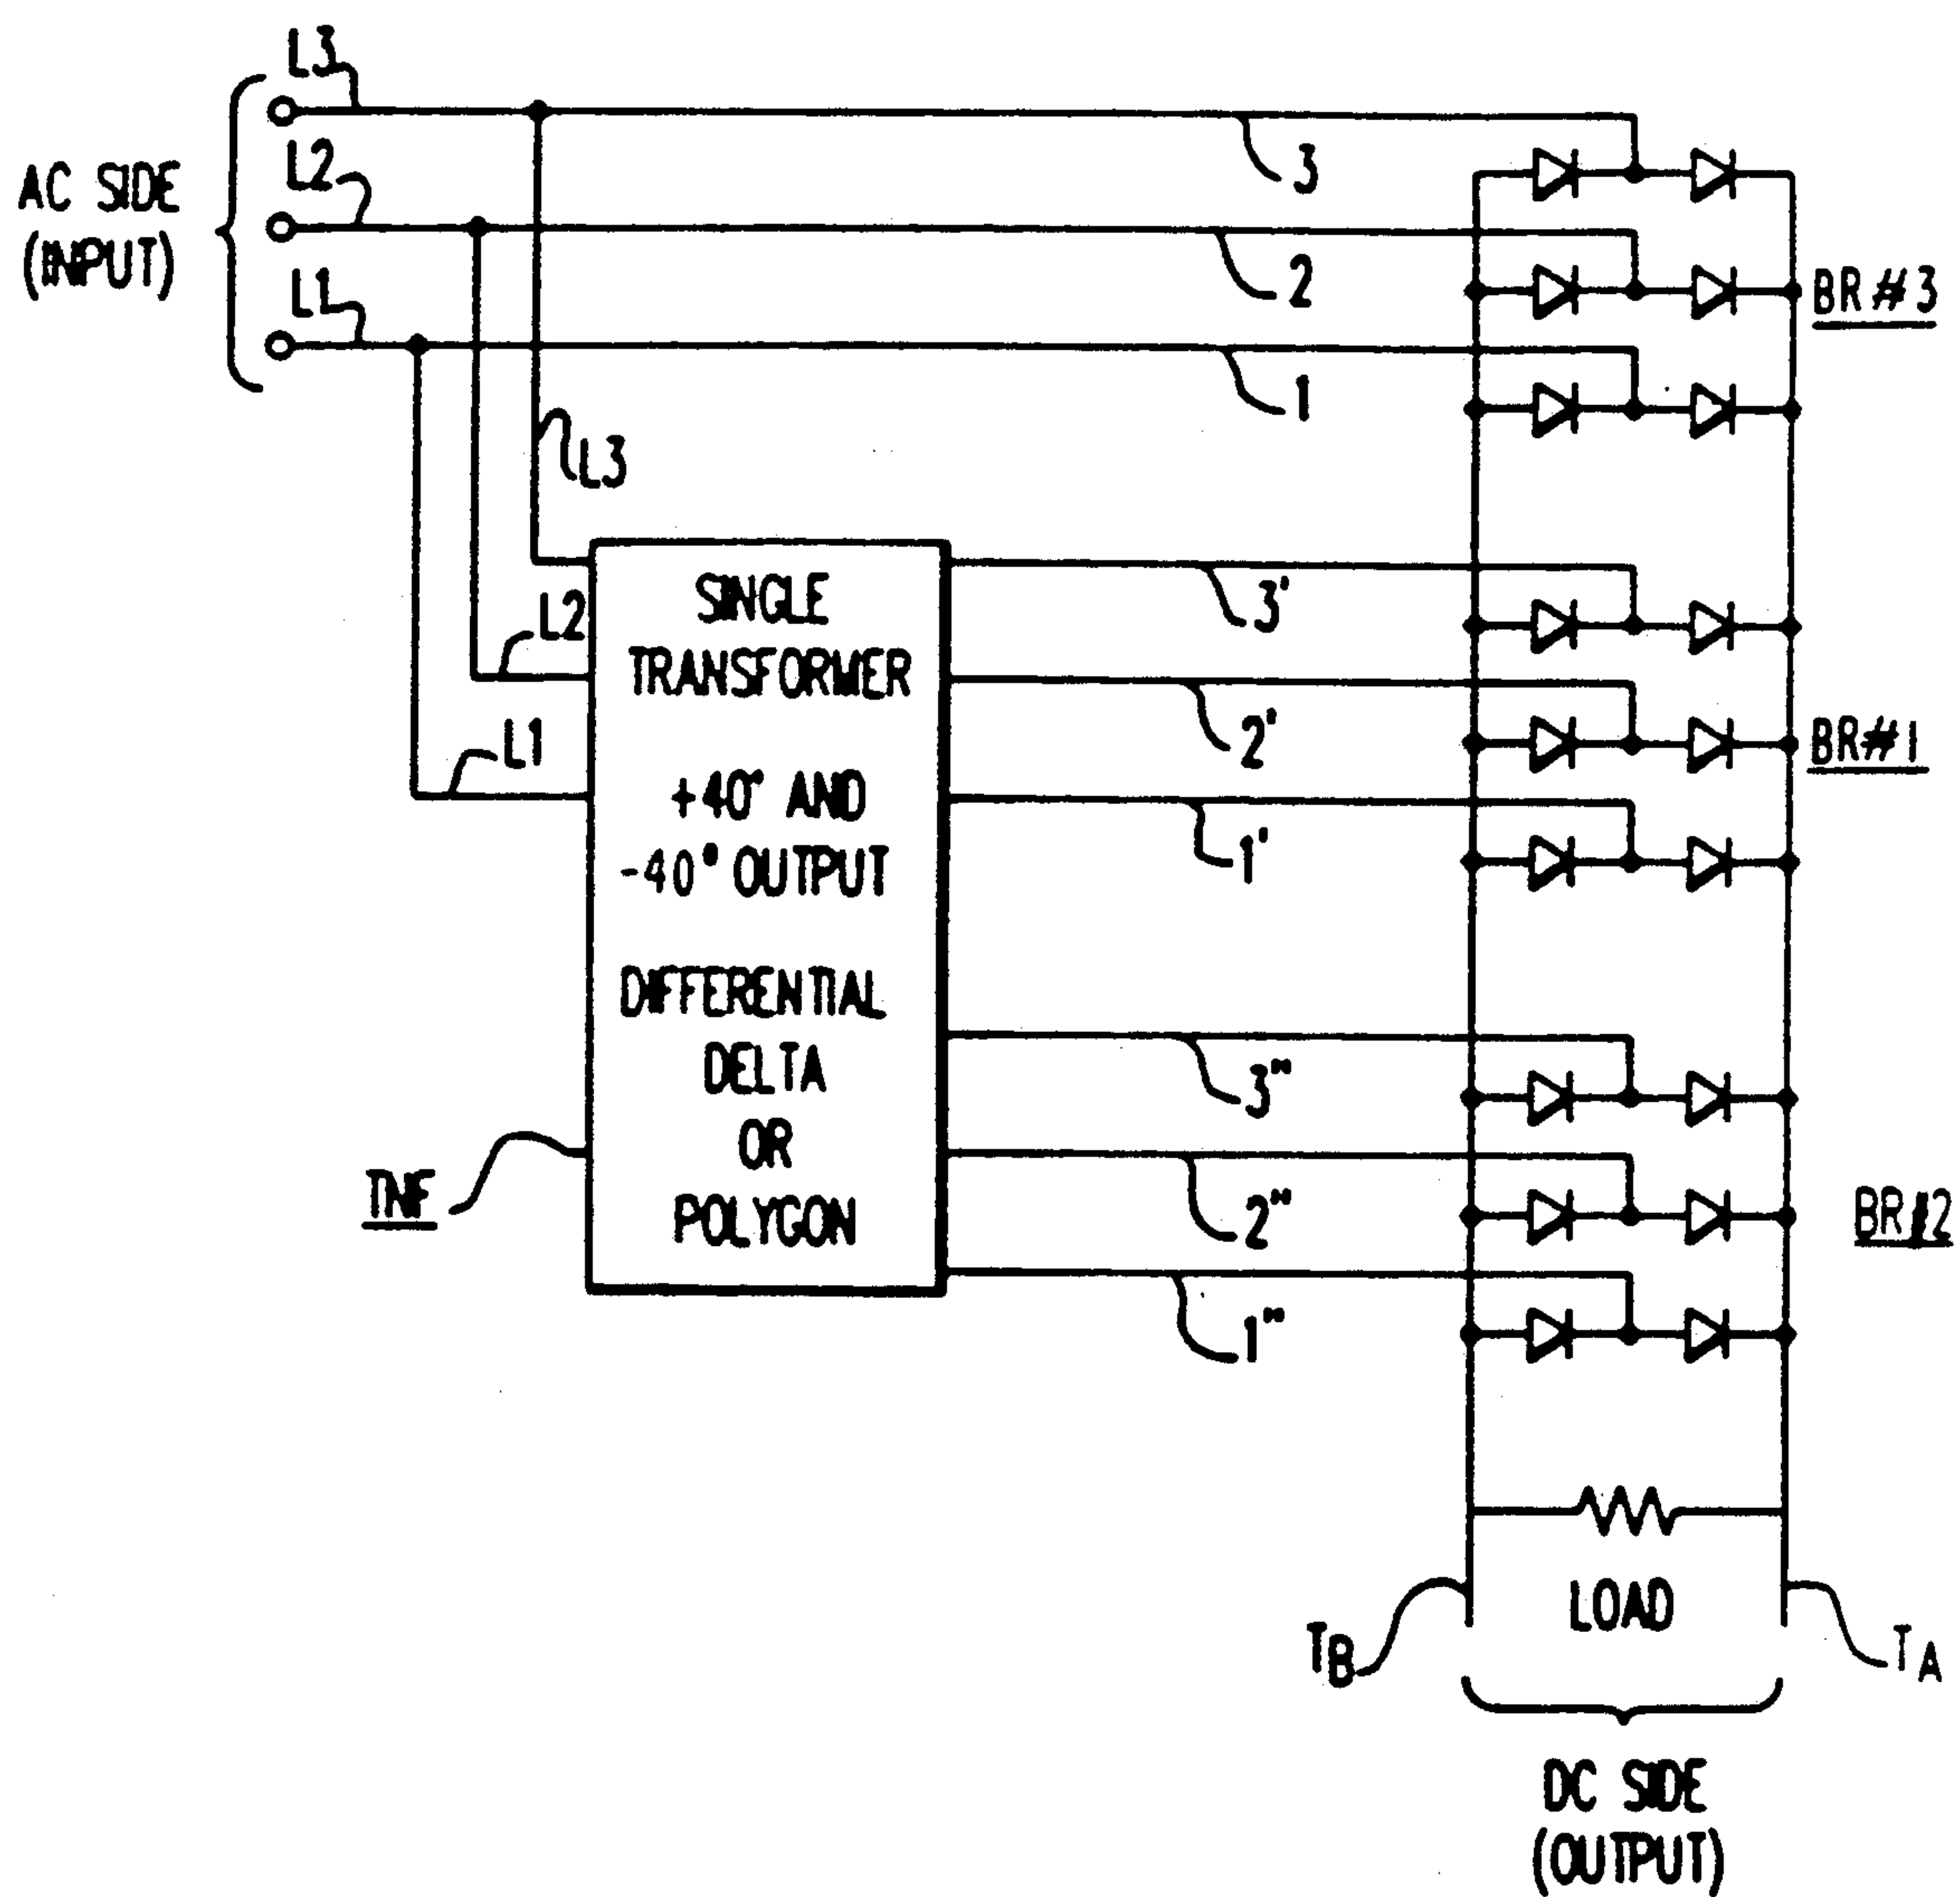 L3
L2
AC SIDE
(INPUT)
L1
3
2
BR#3
1
L3
SINGLE
TRANSFORMER
+40° AND
-40° OUTPUT
DIFFERENTIAL
DELTA
OR
POLYGON
L2
L1
3'
2'
BR#1
1'
3"
2"
BR#2
1"
TNF
LOAD
TB
TA
DC SIDE
(OUTPUT)